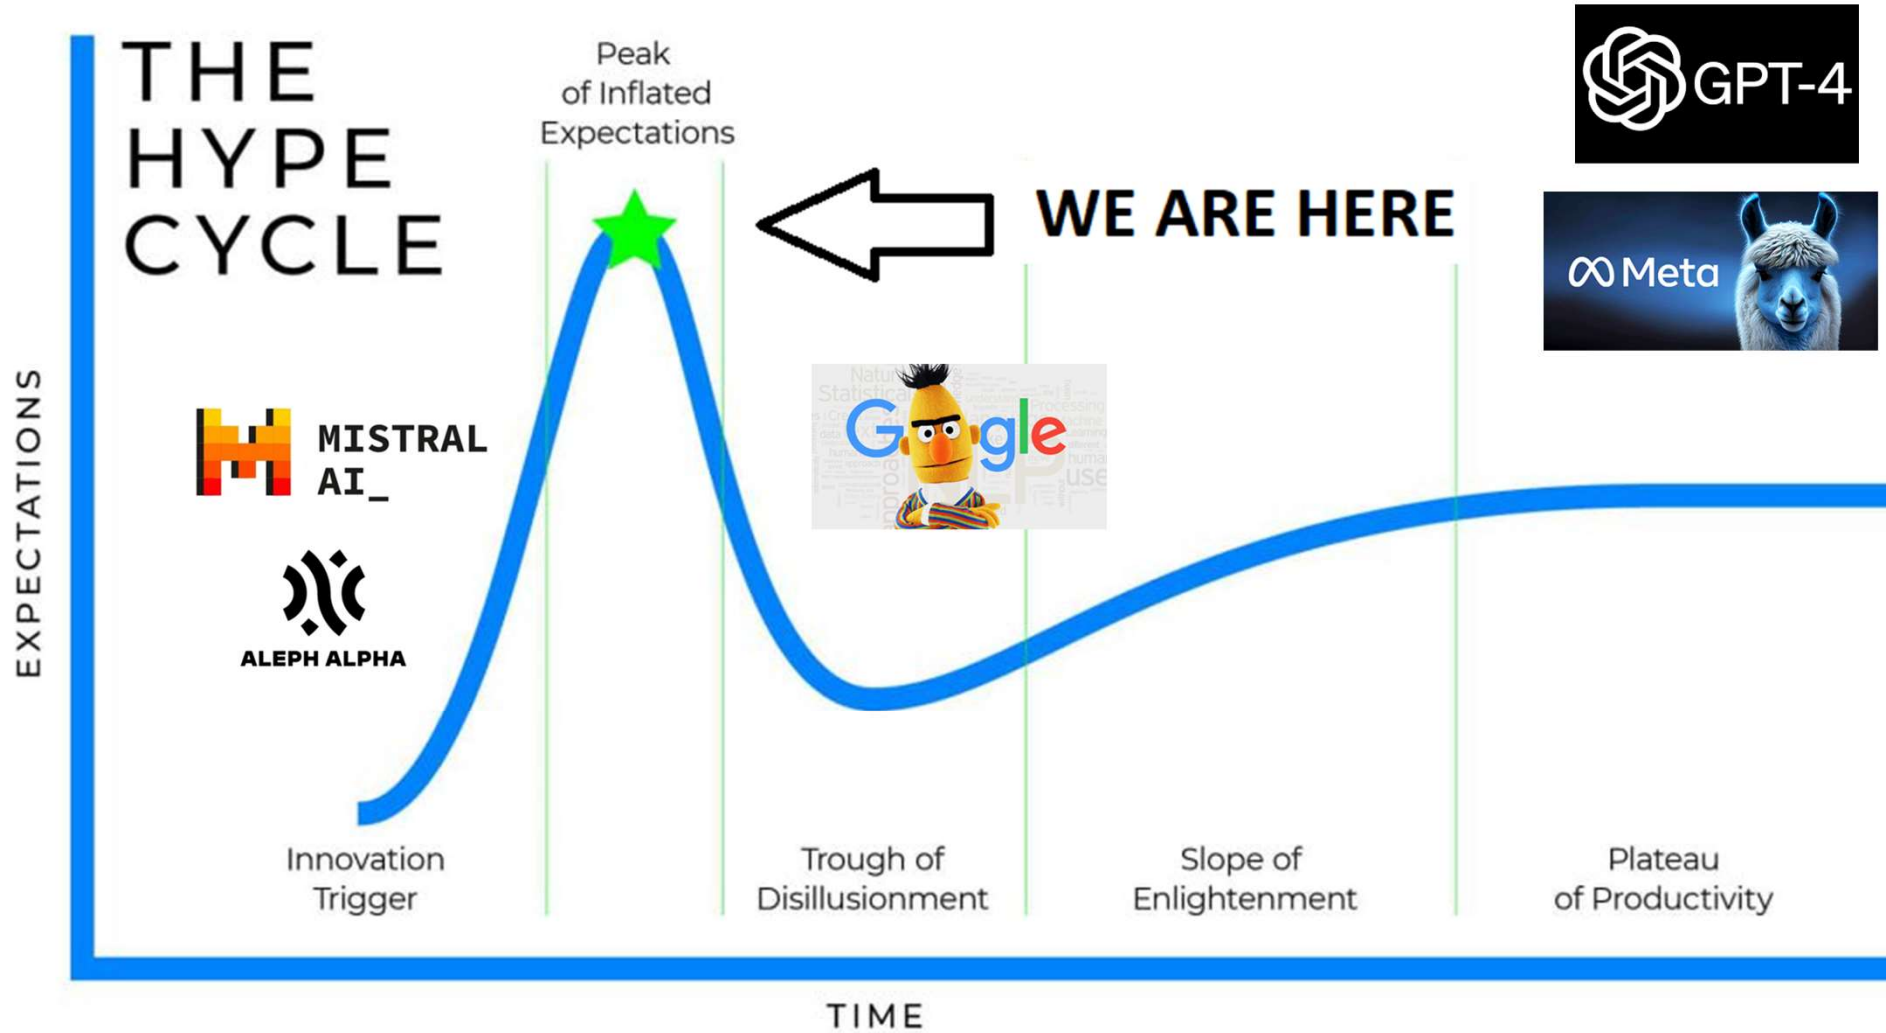 THE
HYPE
CYCLE
Peak
of Inflated
Expectations
WE ARE HERE
GPT-4
Meta
Google
MISTRAL
AI_
ALEPH ALPHA
EXPECTATIONS
Innovation
Trigger
Trough of
Disillusionment
Slope of
Enlightenment
Plateau
of Productivity
TIME